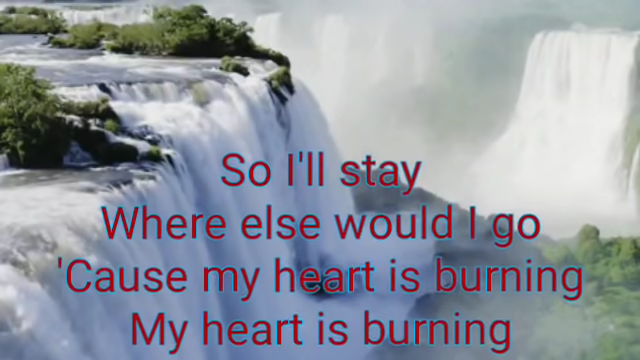 So I'll stay
Where else would I go
'Cause my heart is burning
My heart is burning